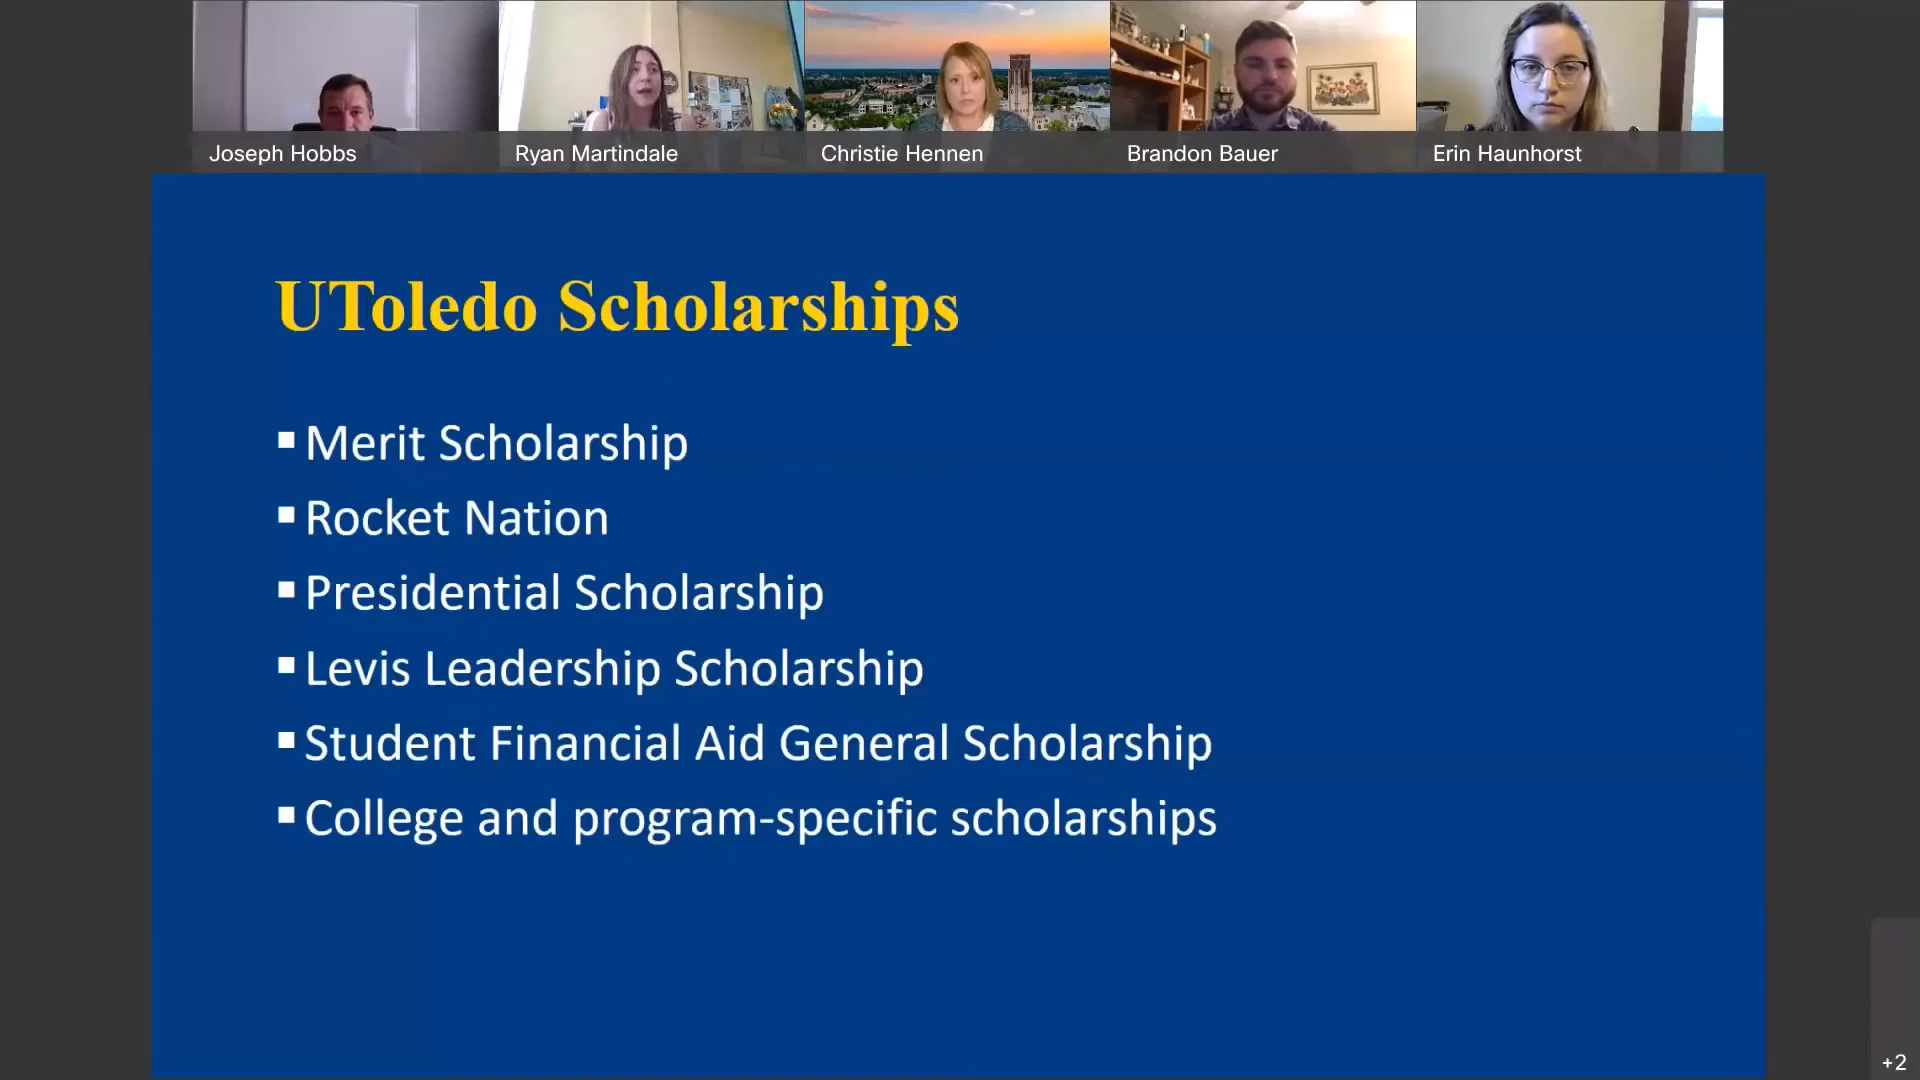 Joseph Hobbs
Ryan Martindale
Christie Hennen
Brandon Bauer
Erin Haunhorst
UToledo Scholarships
▪ Merit Scholarship
▪ Rocket Nation
▪ Presidential Scholarship
▪ Levis Leadership Scholarship
▪ Student Financial Aid General Scholarship
▪ College and program-specific scholarships
+2